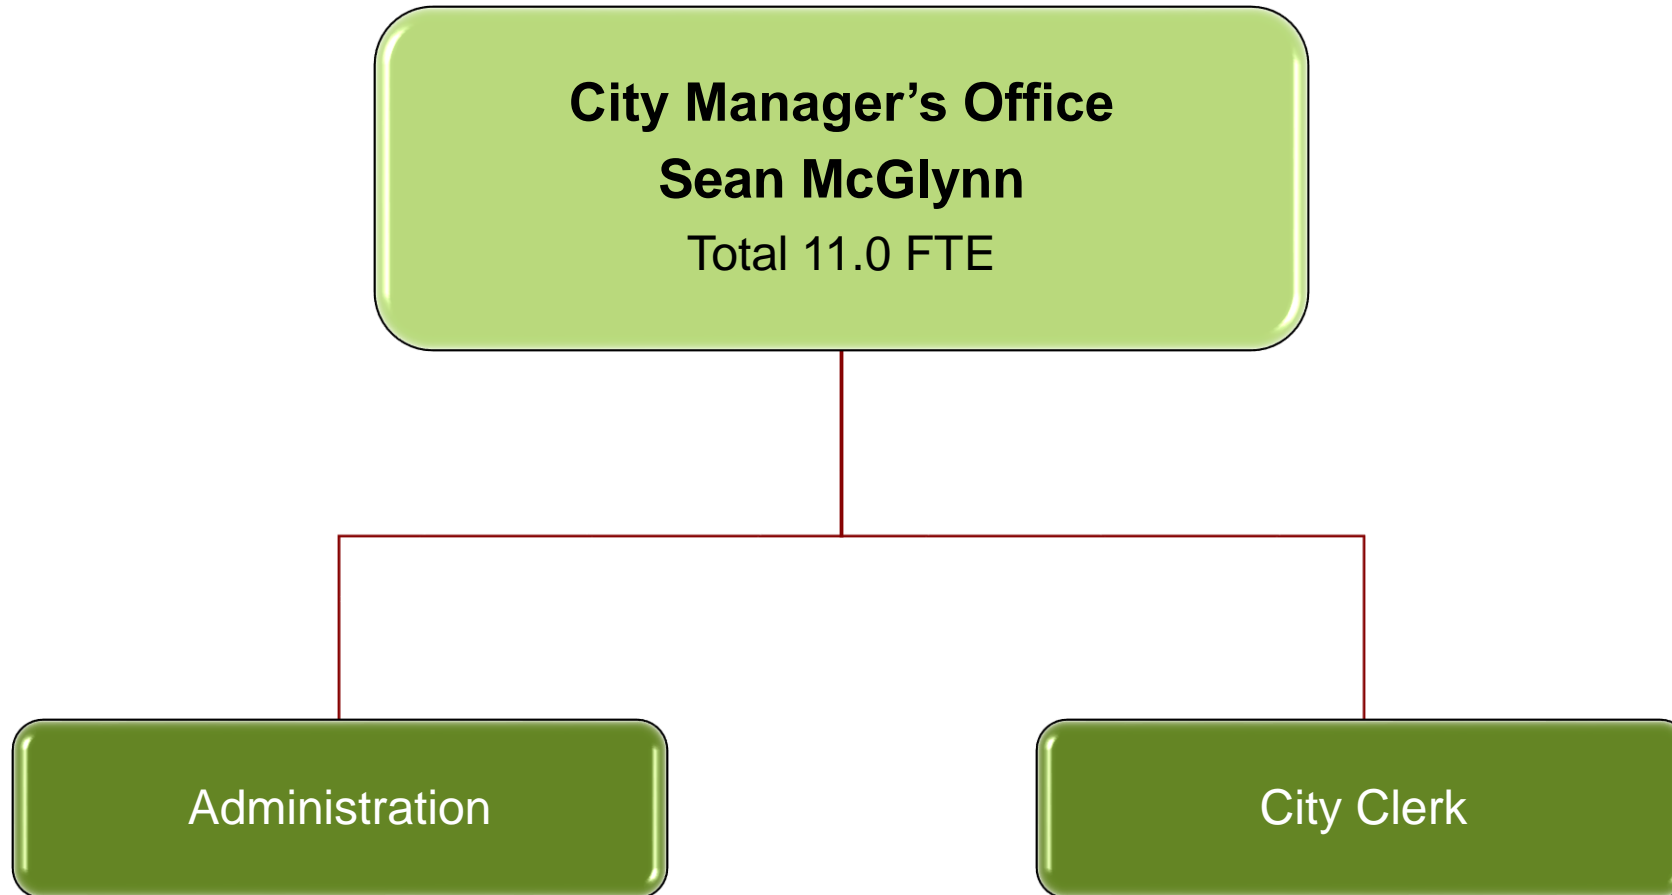 City Manager’s Office
Sean McGlynn
Total 11.0 FTE
Administration
City Clerk